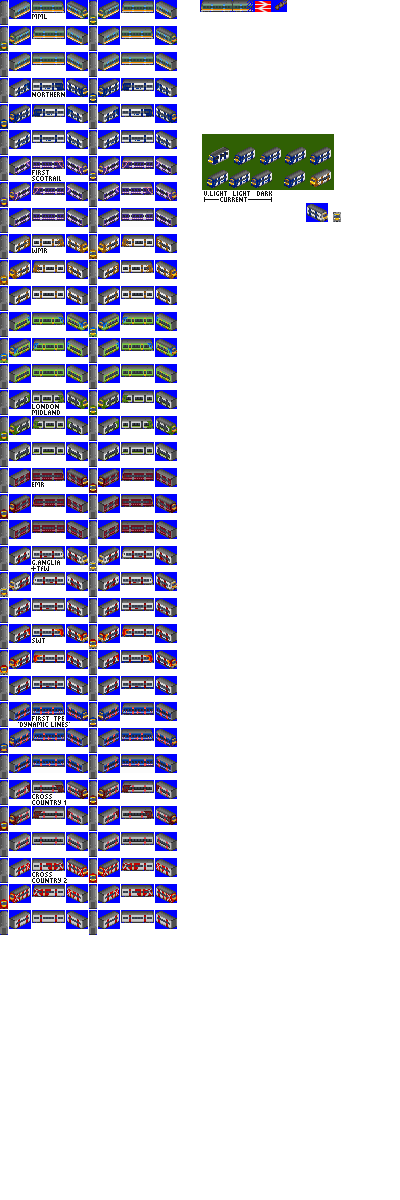 MML
NORTHERN
V.LIGHT LIGHT DARK
CURRENT
FIRST
SCOTRAIL
WMR
LONDON
MIDLAND
EMR
G.ANGLIA
+TFW
SWT
FIRST TPE
'DYNAMIC LINES'
CROSS
COUNTRY 1
CROSS
COUNTRY 2